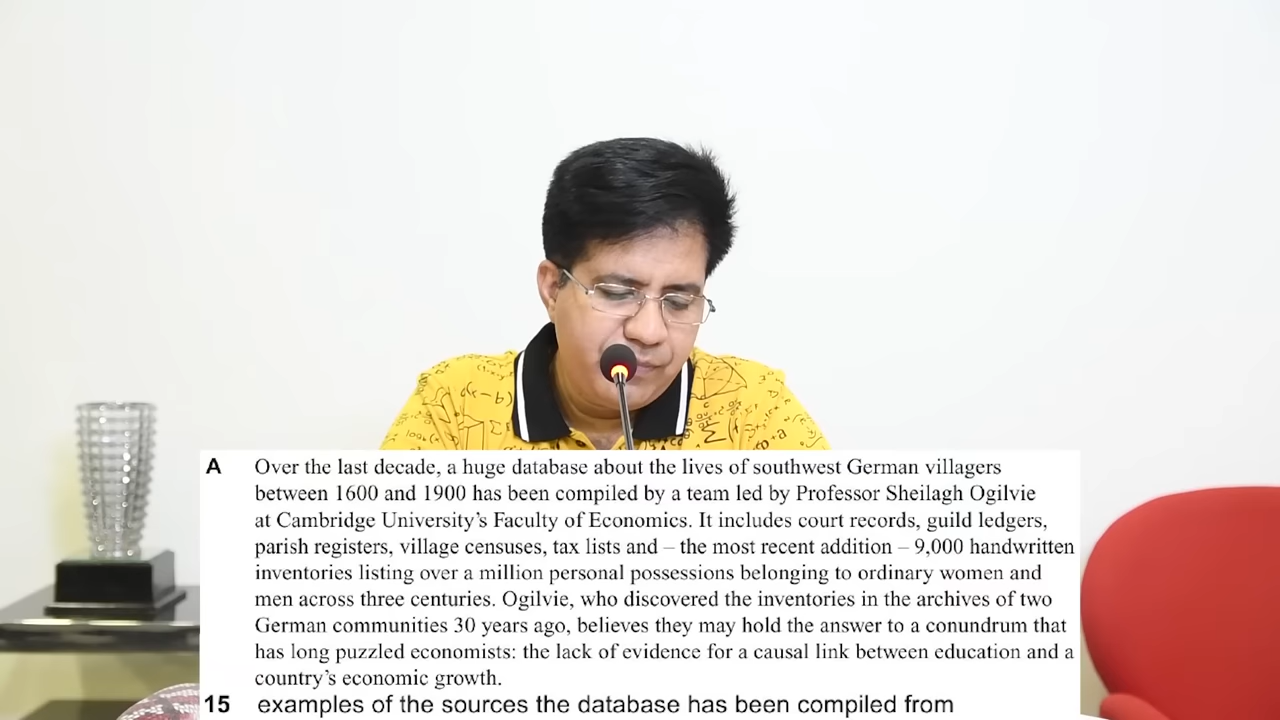 A Over the last decade, a huge database about the lives of southwest German villagers
between 1600 and 1900 has been compiled by a team led by Professor Sheilagh Ogilvie
at Cambridge University's Faculty of Economics. It includes court records, guild ledgers,
parish registers, village censuses, tax lists and – the most recent addition – 9,000 handwritten
inventories listing over a million personal possessions belonging to ordinary women and
men across three centuries. Ogilvie, who discovered the inventories in the archives of two
German communities 30 years ago, believes they may hold the answer to a conundrum that
has long puzzled economists: the lack of evidence for a causal link between education and a
country's economic growth.
15 examples of the sources the database has been compiled from